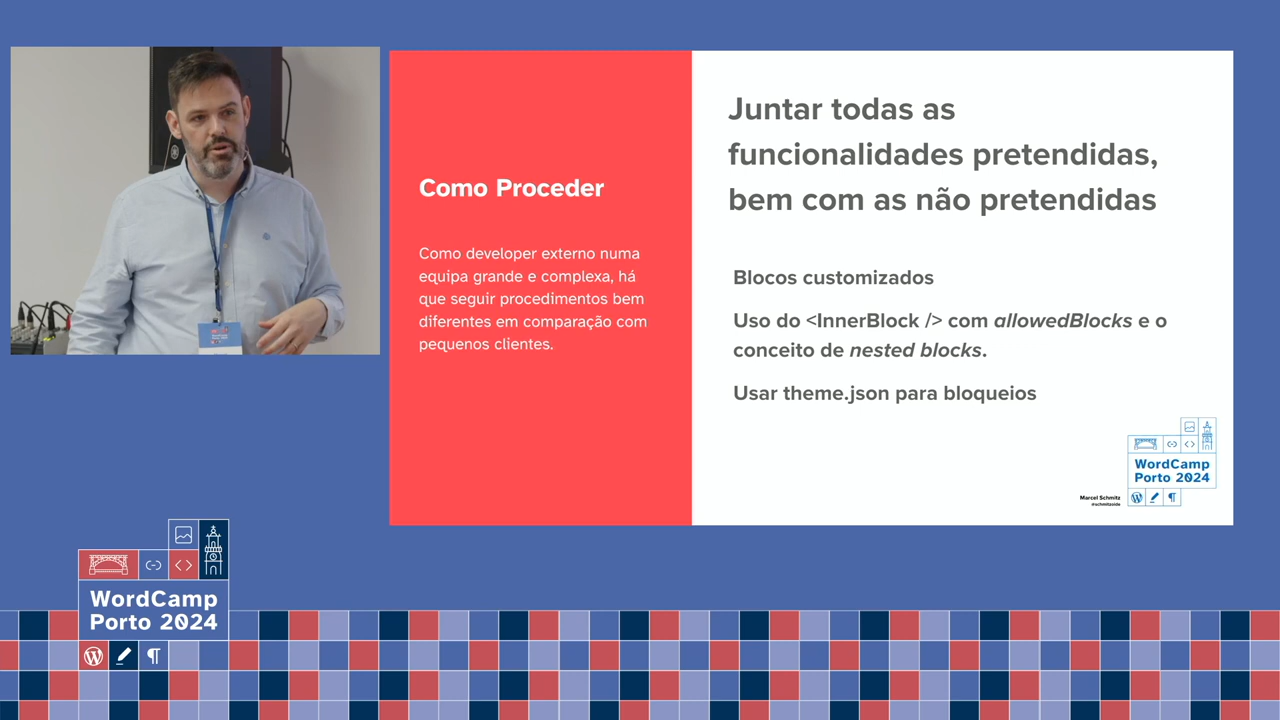 Como Proceder
Como developer externo numa
equipa grande e complexa, há
que seguir procedimentos bem
diferentes em comparação com
pequenos clientes.
Juntar todas as
funcionalidades pretendidas,
bem com as não pretendidas
Blocos customizados
Uso do <InnerBlock /> com allowedBlocks e o
conceito de nested blocks.
Usar theme.json para bloqueios
WordCamp
Porto 2024
Marcel Schmitz
@schmitzoide
WordCamp
Porto 2024